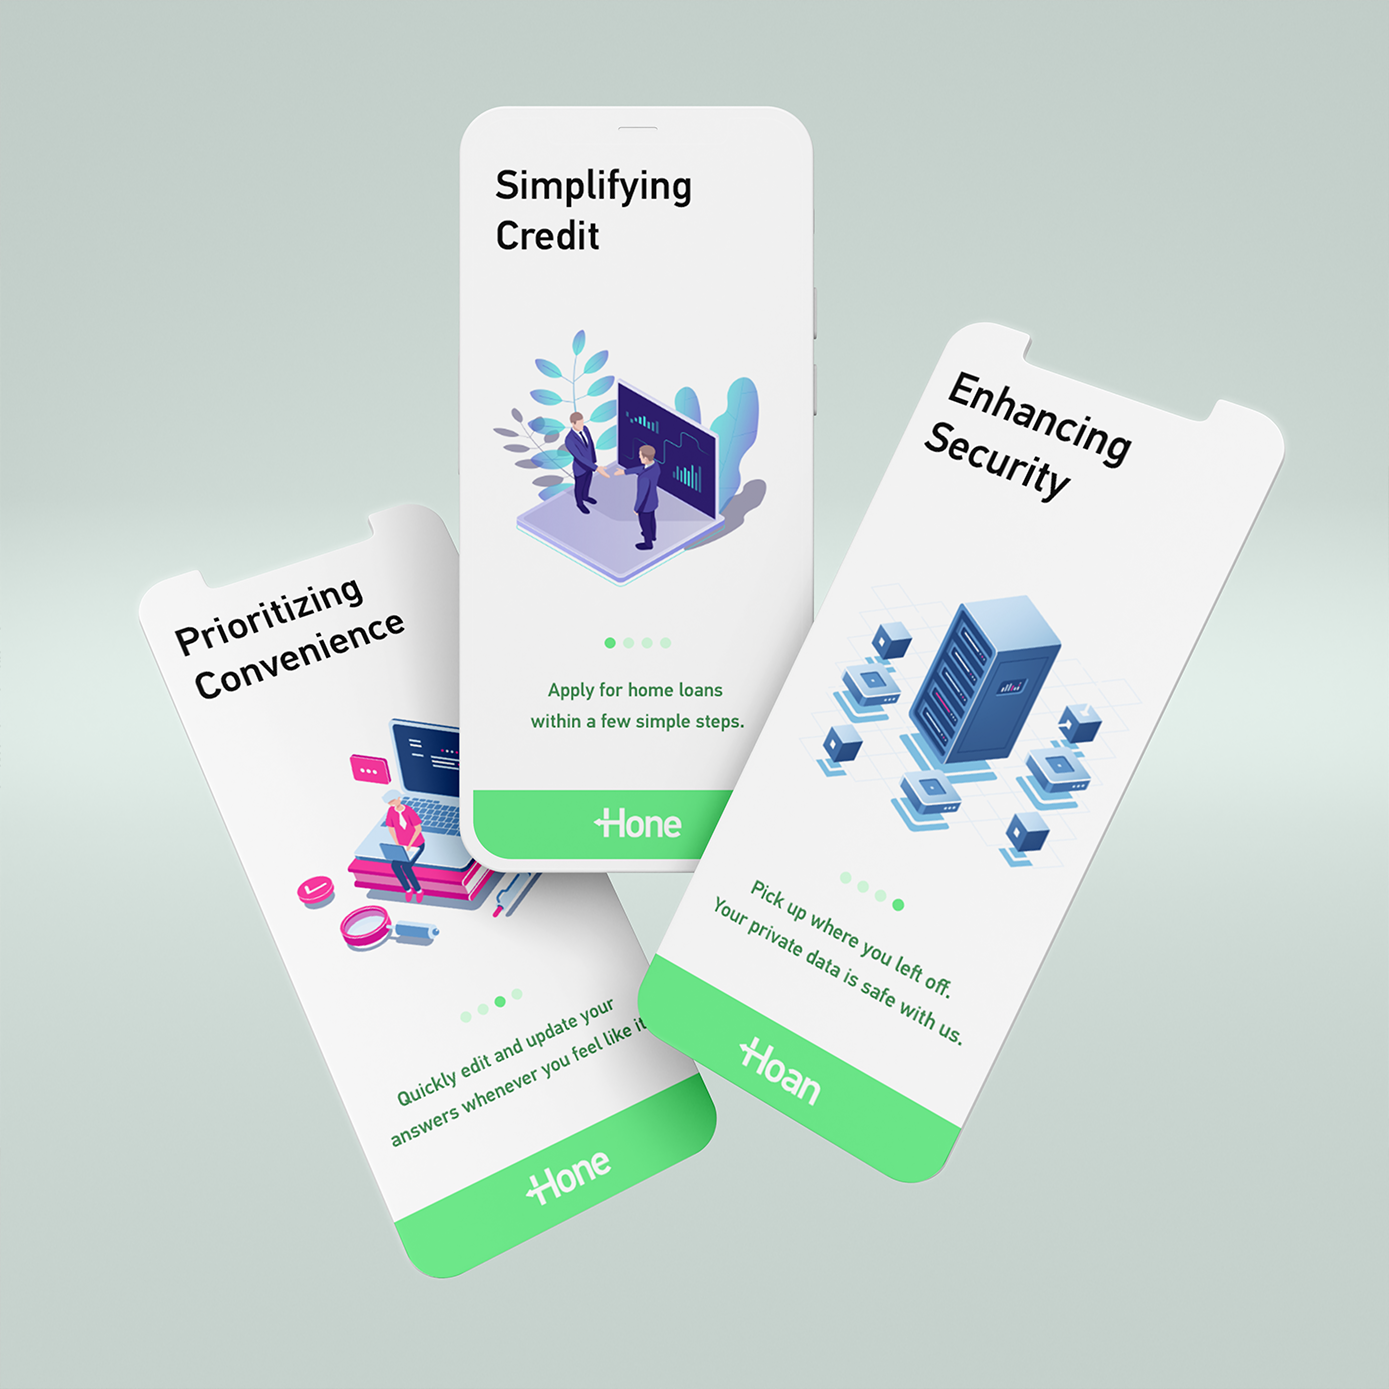 Simplifying
Credit
Apply for home loans
within a few simple steps.
Hone
Prioritizing
Convenience
Quickly edit and update your
answers whenever you feel like it
Hone
Enhancing
Security
Pick up where you left off.
Your private data is safe with us.
Hoan